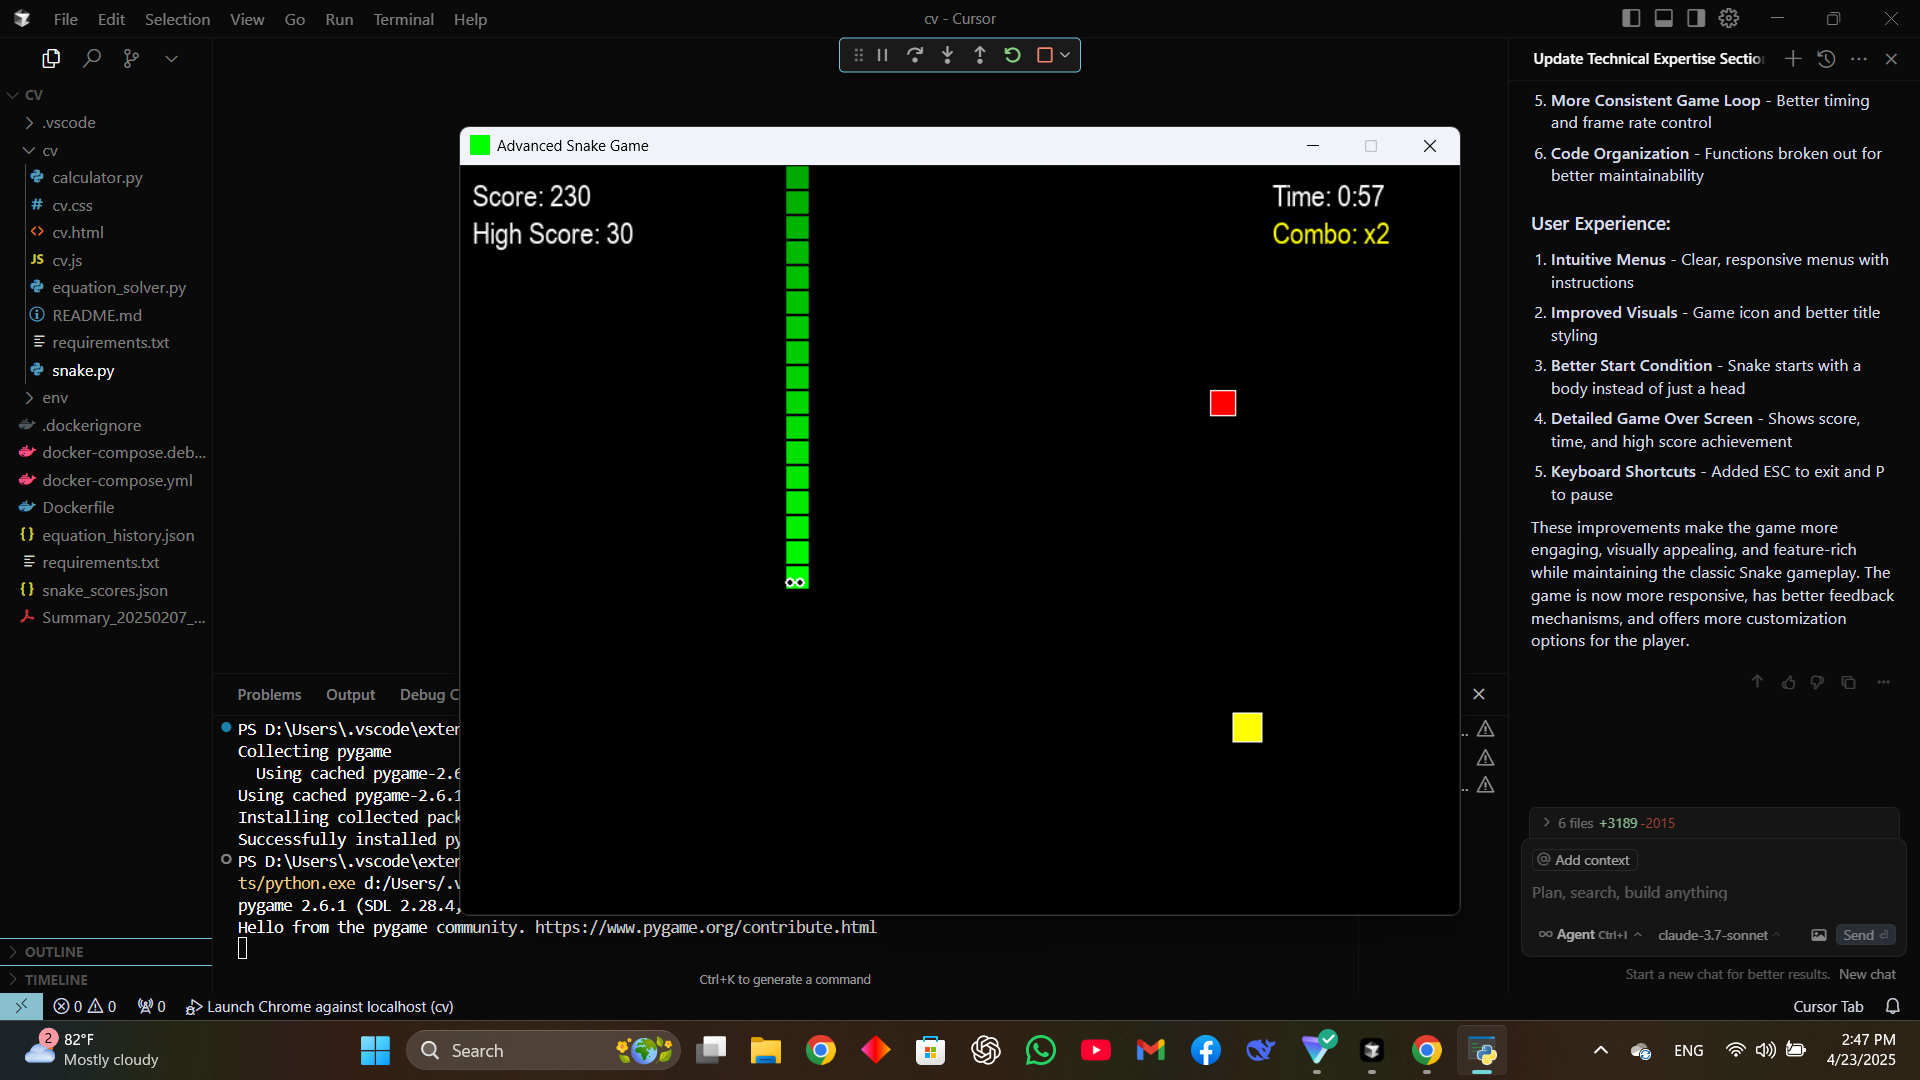 File Edit Selection View Go Run Terminal Help
cv - Cursor
CV
.vscode
cv
calculator.py
# cv.css
<> cv.html
JS cv.js
equation_solver.py
README.md
requirements.txt
snake.py
env
.dockerignore
docker-compose.deb...
docker-compose.yml
Dockerfile
{} equation_history.json
requirements.txt
{} snake_scores.json
Summary_20250207_...
OUTLINE
TIMELINE
Advanced Snake Game
Score: 230
High Score: 30
Time: 0:57
Combo: x2
Problems Output Debug C
PS D:\Users\.vscode\exter
Collecting pygame
Using cached pygame-2.6
Using cached pygame-2.6.1
Installing collected pack
Successfully installed py
PS D:\Users\.vscode\exter
ts/python.exe d:/Users/.v
pygame 2.6.1 (SDL 2.28.4,
Hello from the pygame community. https://www.pygame.org/contribute.html
Ctrl+K to generate a command
Update Technical Expertise Sectio
5. More Consistent Game Loop - Better timing
and frame rate control
6. Code Organization - Functions broken out for
better maintainability
User Experience:
1. Intuitive Menus - Clear, responsive menus with
instructions
2. Improved Visuals - Game icon and better title
styling
3. Better Start Condition - Snake starts with a
body instead of just a head
4. Detailed Game Over Screen - Shows score,
time, and high score achievement
5. Keyboard Shortcuts - Added ESC to exit and P
to pause
These improvements make the game more
engaging, visually appealing, and feature-rich
while maintaining the classic Snake gameplay. The
game is now more responsive, has better feedback
mechanisms, and offers more customization
options for the player.
6 files +3189 -2015
@ Add context
Plan, search, build anything
∞ Agent Ctrl+I claude-3.7-sonnet Send
Start a new chat for better results. New chat
0 0 0 Launch Chrome against localhost (cv)
Cursor Tab
2 82°F
Mostly cloudy
Search
ENG
2:47 PM
4/23/2025